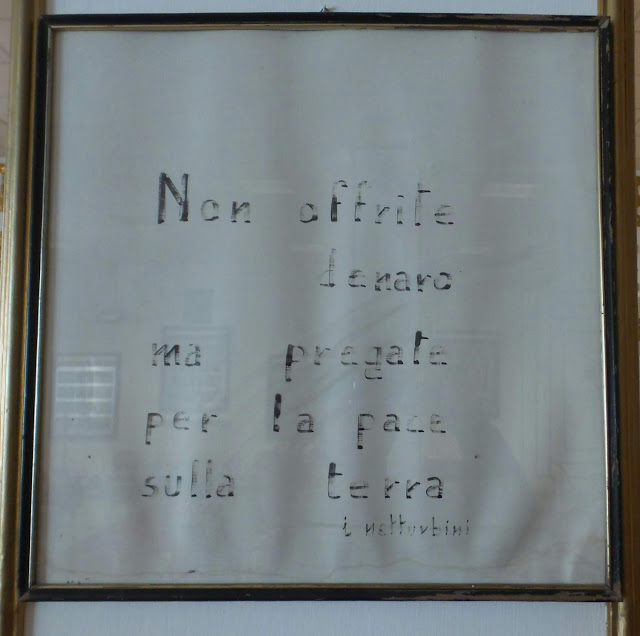 Non offrite
denaro
ma pregate
per la pace
sulla terra
i netturbini